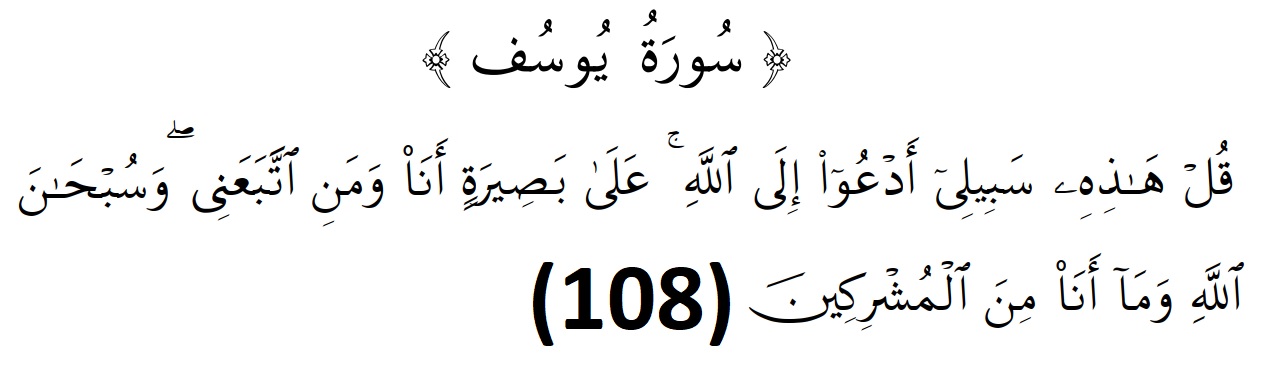 ﴿ سُورَةُ يُوسُف ﴾
قُلۡ هَٰذِهِۦ سَبِيلِيٓ أَدۡعُوٓاْ إِلَى ٱللَّهِۚ عَلَىٰ بَصِيرَةٍ أَنَا۠ وَمَنِ ٱتَّبَعَنِيۖ وَسُبۡحَٰنَ
ٱللَّهِ وَمَآ أَنَا۠ مِنَ ٱلۡمُشۡرِكِينَ (108)